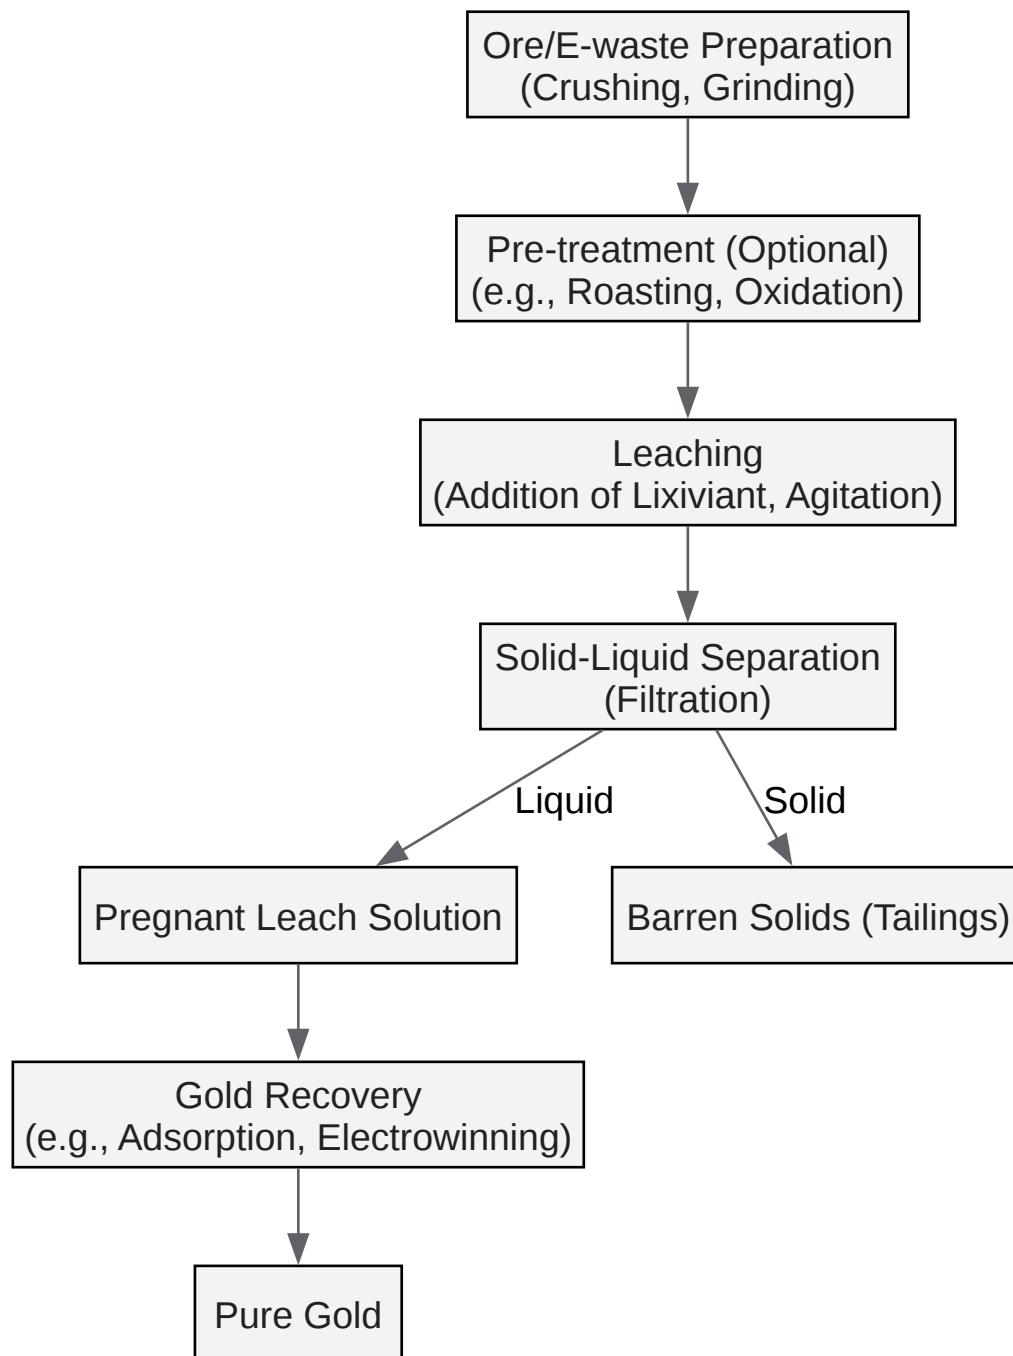 Ore/E-waste Preparation
(Crushing, Grinding)
Pre-treatment (Optional)
(e.g., Roasting, Oxidation)
Leaching
(Addition of Lixiviant, Agitation)
Solid-Liquid Separation
(Filtration)
Liquid
Solid
Pregnant Leach Solution
Barren Solids (Tailings)
Gold Recovery
(e.g., Adsorption, Electrowinning)
Pure Gold